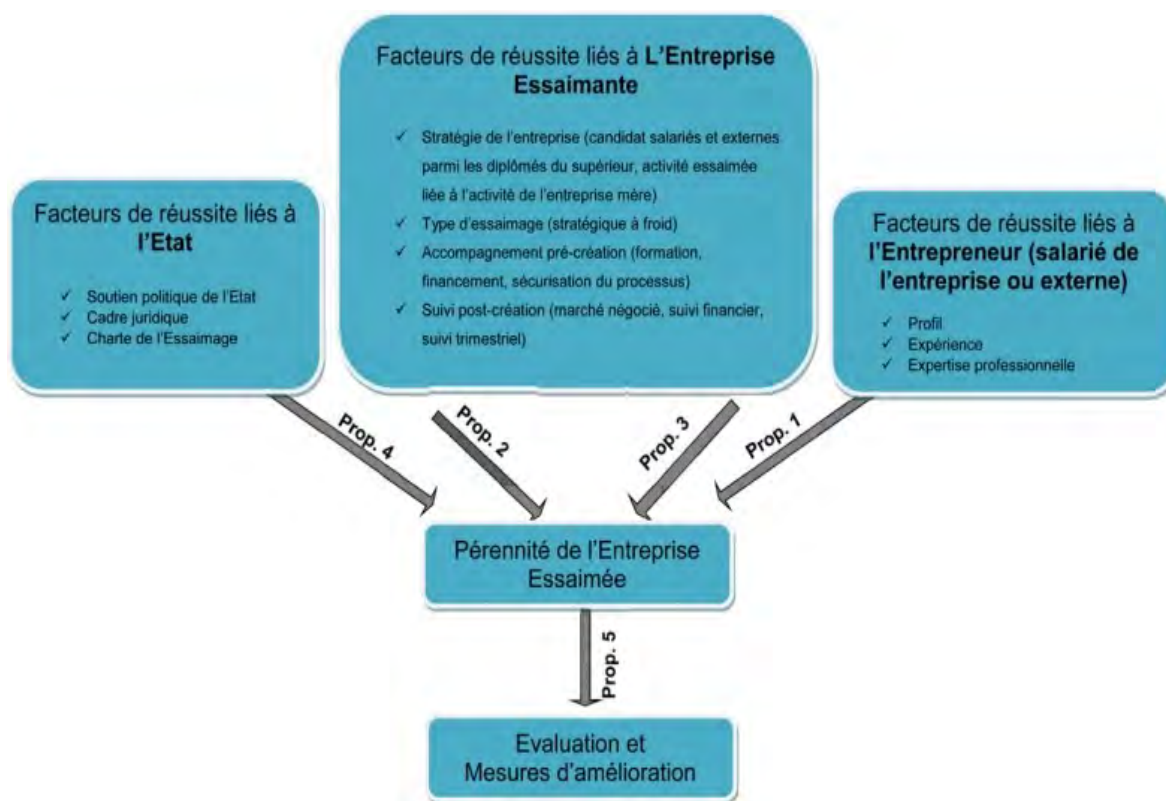 Facteurs de réussite liés à L'Entreprise
Essaimante
✓ Stratégie de l'entreprise (candidat salariés et externes
parmi les diplômés du supérieur, activité essaimée
liée à l'activité de l'entreprise mère)
✓ Type d'essaimage (stratégique à froid)
✓ Accompagnement pré-création (formation,
financement, sécurisation du processus)
✓ Suivi post-création (marché négocié, suivi financier,
suivi trimestriel)
Facteurs de réussite liés à
l'Etat
✓ Soutien politique de l'Etat
✓ Cadre juridique
✓ Charte de l'Essaimage
Facteurs de réussite liés à
l'Entrepreneur (salarié de
l'entreprise ou externe)
✓ Profil
✓ Expérience
✓ Expertise professionnelle
Prop. 4
Prop. 2
Prop. 3
Prop. 1
Pérennité de l'Entreprise
Essaimée
Prop. 5
Evaluation et
Mesures d'amélioration